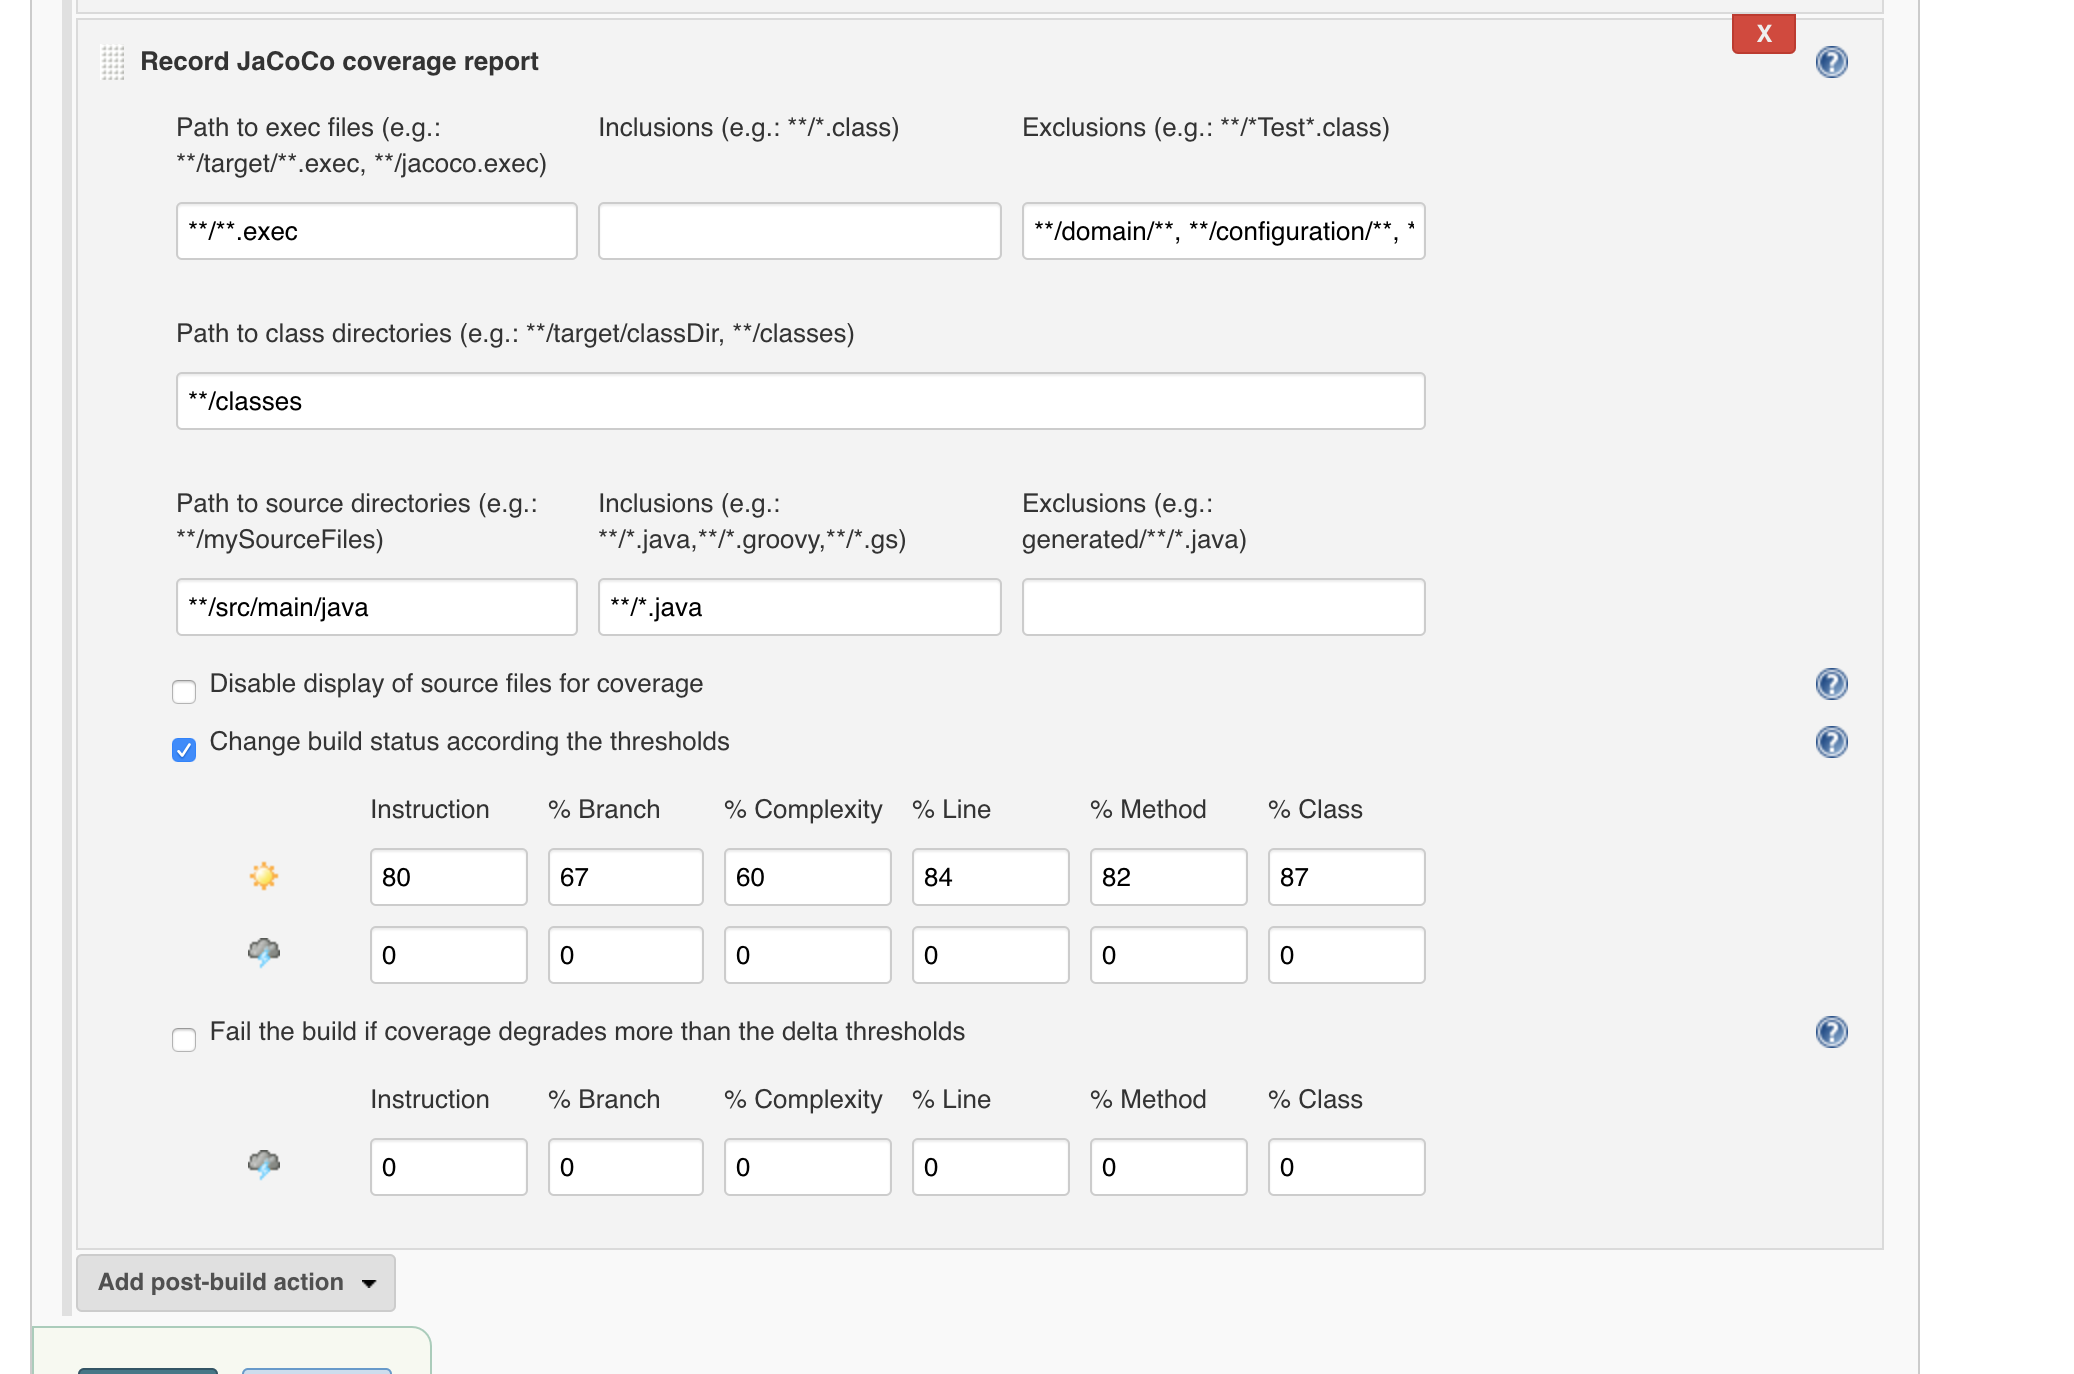 X
Record JaCoCo coverage report
Path to exec files (e.g.:
**/target/**.exec, **/jacoco.exec)
Inclusions (e.g.: **/*.class)
Exclusions (e.g.: **/*Test*.class)
**/**.exec
**/domain/**, **/configuration/**, *
Path to class directories (e.g.: **/target/classDir, **/classes)
**/classes
Path to source directories (e.g.:
**/mySourceFiles)
Inclusions (e.g.:
**/*.java,**/*.groovy,**/*.gs)
Exclusions (e.g.:
generated/**/*.java)
**/src/main/java
**/*.java
Disable display of source files for coverage
Change build status according the thresholds
Instruction % Branch % Complexity % Line % Method % Class
80 67 60 84 82 87
0 0 0 0 0 0
Fail the build if coverage degrades more than the delta thresholds
Instruction % Branch % Complexity % Line % Method % Class
0 0 0 0 0 0
Add post-build action